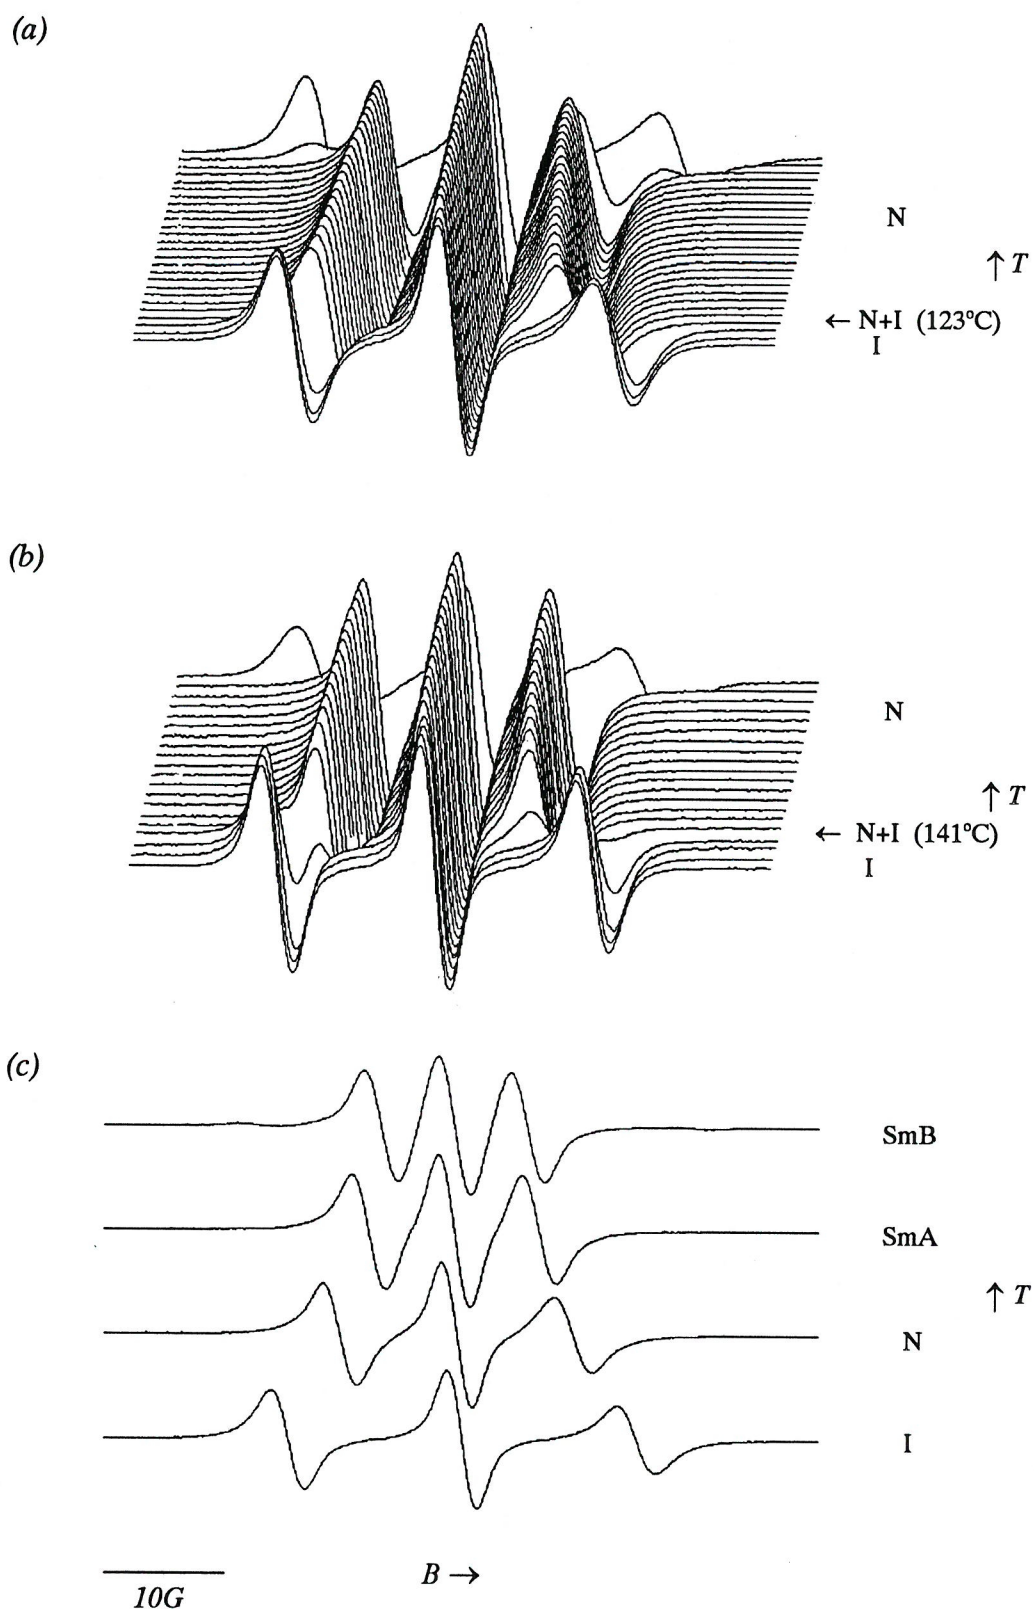 (a)
N
↑ T
← N+I (123°C)
I
(b)
N
↑ T
← N+I (141°C)
I
(c)
SmB
SmA
↑ T
N
I
B →
10G